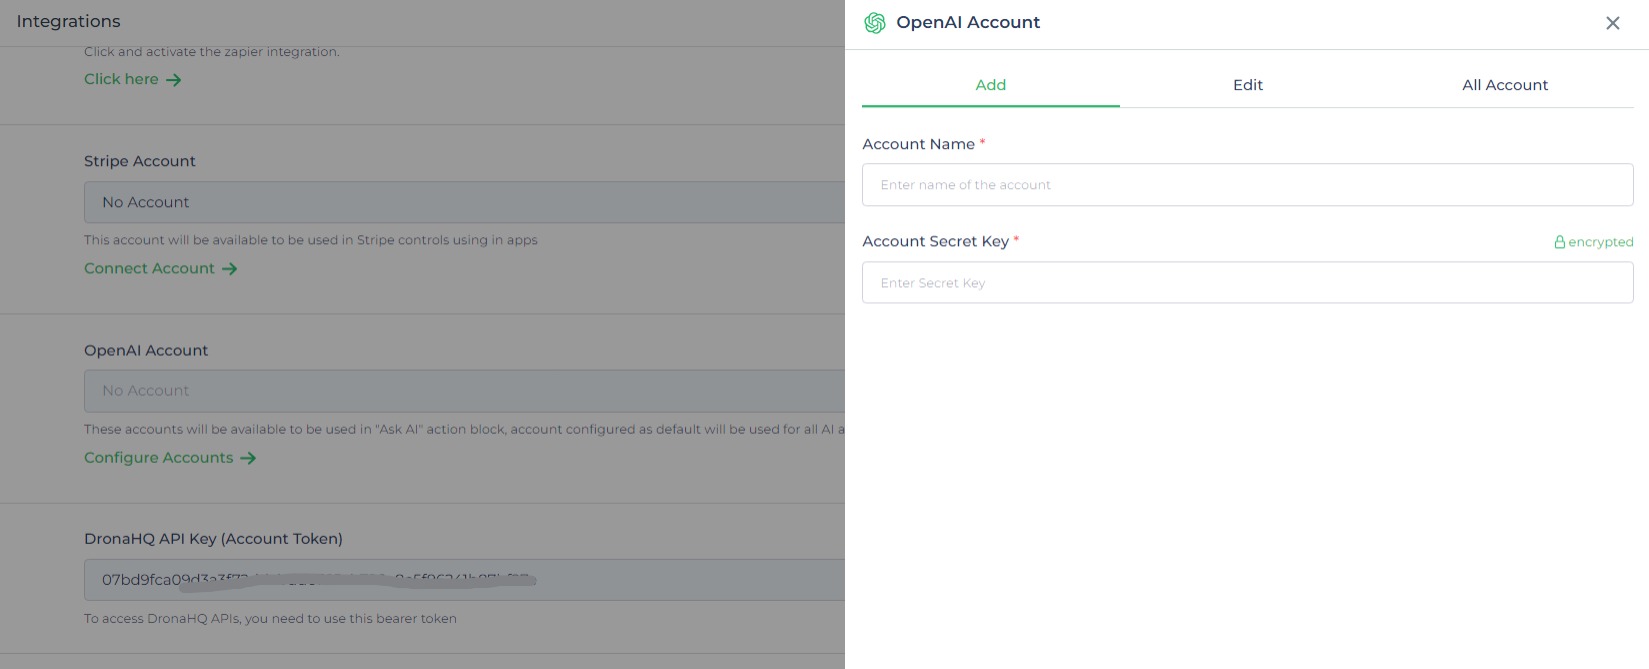 Integrations
Click and activate the zapier integration.
Click here
Stripe Account
No Account
This account will be available to be used in Stripe controls using in apps
Connect Account
OpenAI Account
No Account
These accounts will be available to be used in "Ask AI" action block, account configured as default will be used for all AI a
Configure Accounts
DronaHQ API Key (Account Token)
To access DronaHQ APIs, you need to use this bearer token
OpenAI Account
Add
Edit
All Account
Account Name *
Enter name of the account
Account Secret Key *
encrypted
Enter Secret Key